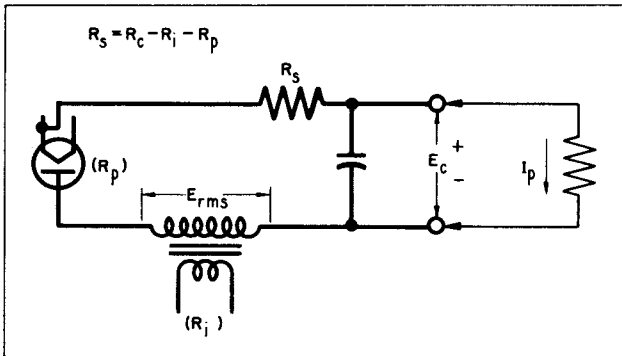 R_s = R_c - R_i - R_p
R_s
(R_p)
E_rms
E_c
+
-
I_p
(R_i)